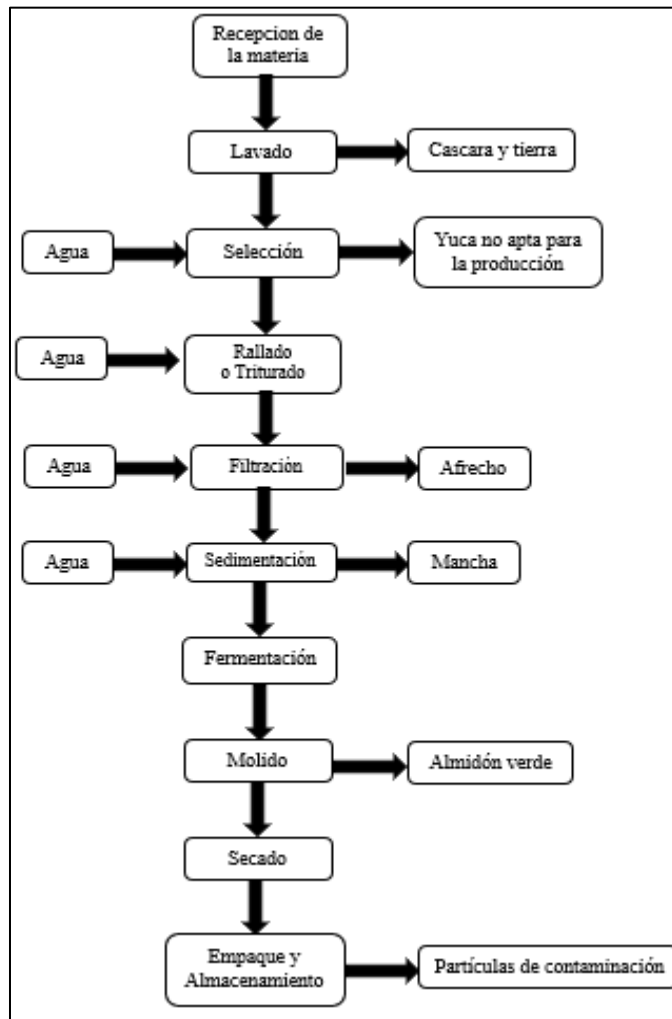 Recepcion de
la materia
Lavado
Cascara y tierra
Agua
Selección
Yuca no apta para
la producción
Agua
Rallado
o Triturado
Agua
Filtración
Afrecho
Agua
Sedimentación
Mancha
Fermentación
Molido
Almidón verde
Secado
Empaque y
Almacenamiento
Partículas de contaminación